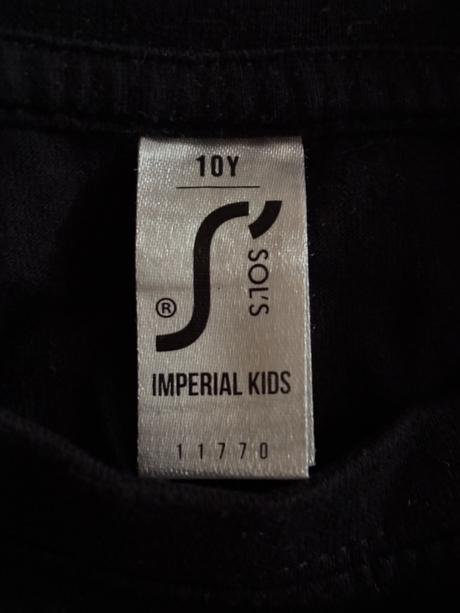 10Y
S'
SOL'S
®
IMPERIAL KIDS
11770